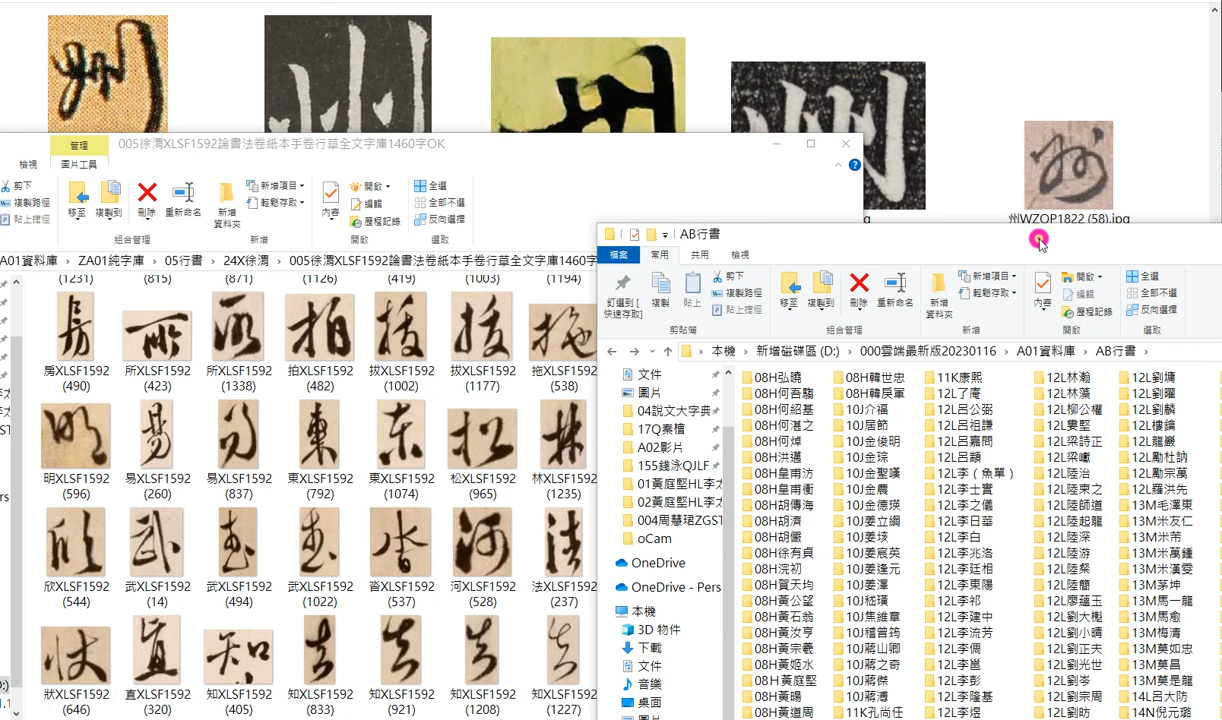 州WZOP1822 (58).jpg
管理
005徐渭XLSF1592論書法卷紙本手卷行草全文字庫1460字OK
檢視
圖片工具
剪下
複製路徑
貼上捷徑
移至
複製到
刪除
重新命名
新增
資料夾
新增項目
輕鬆存取
內容
開啟
編輯
歷程記錄
全選
全部不選
反向選擇
組合管理
新增
開啟
選取
A01資料庫 › ZA01純字庫 › 05行書 › 24X徐渭 › 005徐渭XLSF1592論書法卷紙本手卷行草全文字庫1460字
(1231) (815) (871) (1126) (419) (1003) (1194)
房XLSF1592 (490)
所XLSF1592 (423)
所XLSF1592 (1338)
拍XLSF1592 (482)
拔XLSF1592 (1002)
拔XLSF1592 (1177)
拖XLSF1592 (538)
明XLSF1592 (596)
易XLSF1592 (260)
易XLSF1592 (837)
東XLSF1592 (792)
東XLSF1592 (1074)
松XLSF1592 (965)
林XLSF1592 (1235)
欣XLSF1592 (544)
武XLSF1592 (14)
武XLSF1592 (494)
武XLSF1592 (1022)
沓XLSF1592 (537)
河XLSF1592 (528)
法XLSF1592 (237)
狀XLSF1592 (646)
直XLSF1592 (320)
知XLSF1592 (405)
知XLSF1592 (833)
知XLSF1592 (921)
知XLSF1592 (1208)
知XLSF1592 (1227)
AB行書
檔案
常用
共用
檢視
釘選到 [
快速存取]
複製
貼上
剪下
複製路徑
貼上捷徑
移至
複製到
刪除
重新命名
新增
資料夾
新增項目
輕鬆存取
內容
開啟
編輯
歷程記錄
全選
全部不選
反向選擇
剪貼簿
組合管理
新增
開啟
選取
本機 › 新增磁碟區 (D:) › 000雲端最新版20230116 › A01資料庫 › AB行書 ›
文件
圖片
04說文大字典
17Q秦檜
A02影片
155錢泳QJLF
01黃庭堅HL李太
02黃庭堅HL李太
004周慧珺ZGST
oCam
OneDrive
OneDrive - Pers
本機
3D 物件
下載
文件
音樂
桌面
圖片
08H弘曉
08H何吾騶
08H何紹基
08H何湛之
08H何焯
08H洪邁
08H皇甫汸
08H皇甫衝
08H胡傳海
08H胡濟
08H胡儼
08H徐有貞
08H浣初
08H賀天均
08H黃公望
08H黃石翁
08H黃汝亨
08H黃宗羲
08H黃姬水
08H黃庭堅
08H黃暘
08H黃道周
08H韓世忠
08H韓戾軍
10J介福
10J居節
10J金俊明
10J金琮
10J金聖嘆
10J金農
10J金德瑛
10J姜立綱
10J姜垓
10J姜宸英
10J姜逢元
10J姜澤
10J嵇璜
10J焦維章
10J稽曾筠
10J蔣山卿
10J蔣之奇
10J蔣傑
10J蔣溥
11K孔尚任
11K康熙
12L了庵
12L呂公弼
12L呂祖謙
12L呂嘉問
12L呂顓
12L李（魚單）
12L李士實
12L李之儀
12L李日華
12L李白
12L李兆洛
12L李廷相
12L李東陽
12L李祁
12L李建中
12L李流芳
12L李倜
12L李邕
12L李彭
12L李隆基
12L李煜
12L林瀚
12L林藻
12L柳公權
12L婁堅
12L梁詩正
12L梁巘
12L陸治
12L陸柬之
12L陸師道
12L陸起龍
12L陸深
12L陸游
12L陸粲
12L陸簡
12L廖蘊玉
12L劉大櫆
12L劉小晴
12L劉正夫
12L劉光世
12L劉岑
12L劉宗周
12L劉昉
12L劉墉
12L劉曜
12L劉麟
12L樓鑰
12L龍巖
12L勵杜訥
12L勵宗萬
12L羅洪先
13M毛澤東
13M米友仁
13M米芾
13M米萬鍾
13M米漢雯
13M茅坤
13M馬一龍
13M馬愈
13M梅清
13M莫如忠
13M莫昌
13M莫是龍
14L呂大防
14N倪元璐